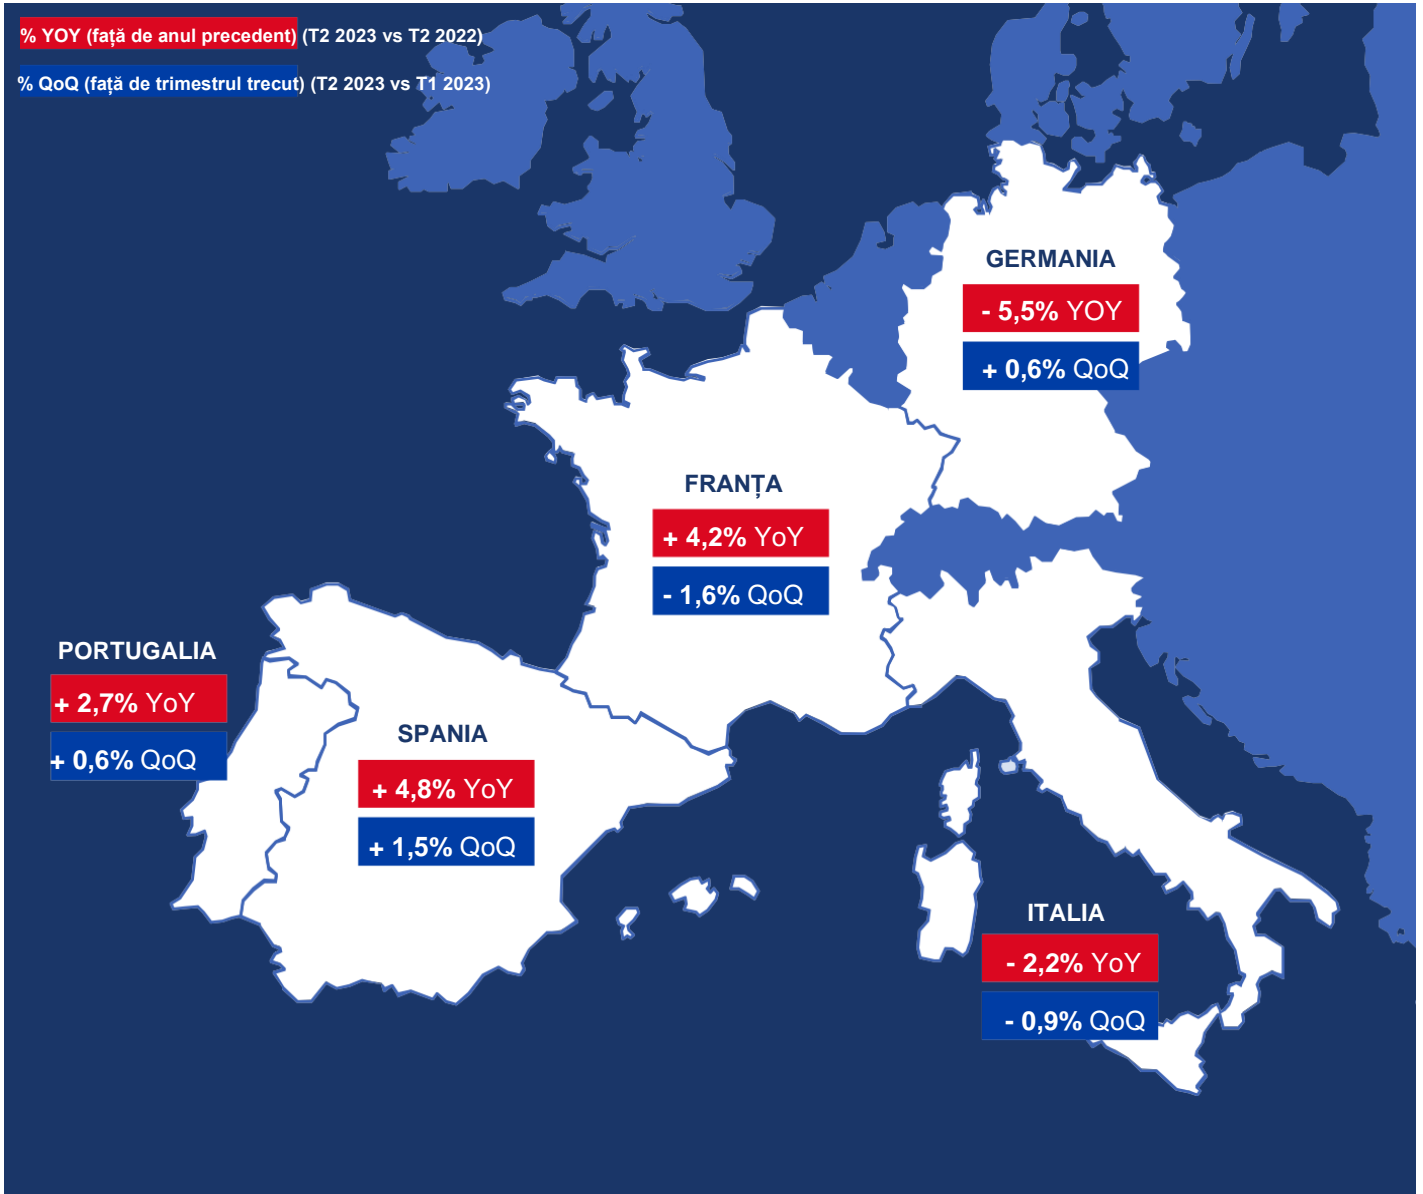 % YOY (față de anul precedent) (T2 2023 vs T2 2022)
% QoQ (față de trimestrul trecut) (T2 2023 vs T1 2023)
GERMANIA
- 5,5% YOY
+ 0,6% QoQ
FRANȚA
+ 4,2% YoY
- 1,6% QoQ
PORTUGALIA
+ 2,7% YoY
+ 0,6% QoQ
SPANIA
+ 4,8% YoY
+ 1,5% QoQ
ITALIA
- 2,2% YoY
- 0,9% QoQ